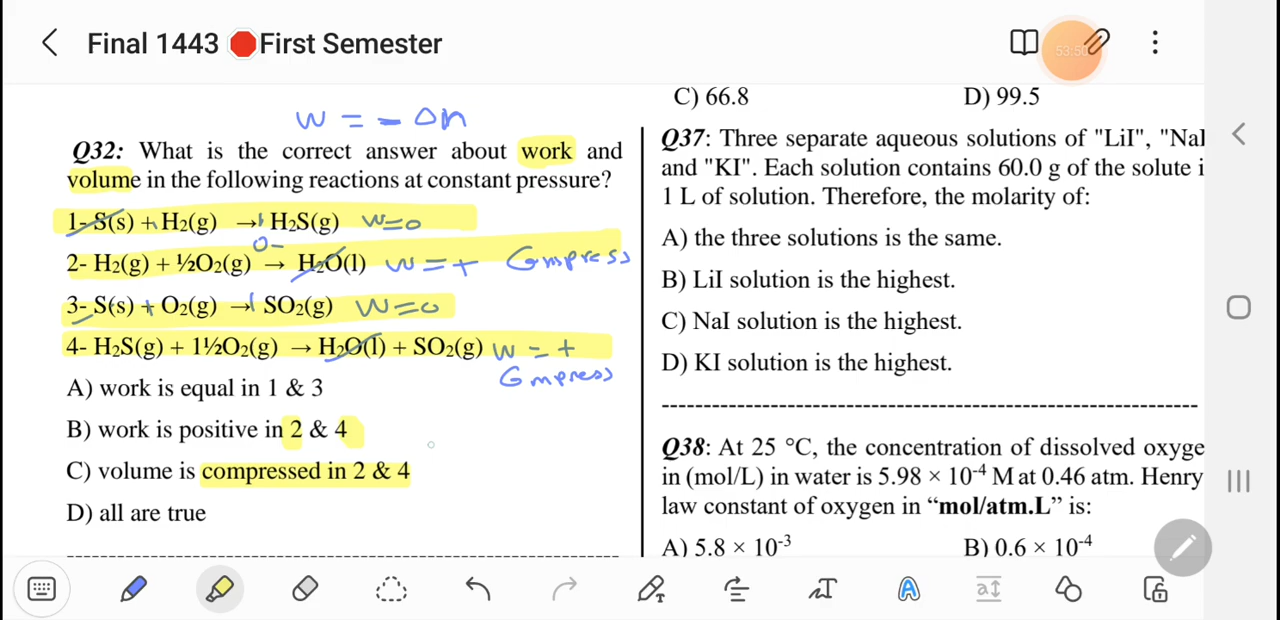 Final 1443 🛑First Semester
53:50
w = - Δn
Q32: What is the correct answer about work and
volume in the following reactions at constant pressure?
1- S(s) + H₂(g) → H₂S(g) w=0
2- H₂(g) + ½O₂(g) → H₂O(l) w = + Compress
3- S(s) + O₂(g) → SO₂(g) w=0
4- H₂S(g) + 1½O₂(g) → H₂O(l) + SO₂(g) w = +
Compress
A) work is equal in 1 & 3
B) work is positive in 2 & 4
C) volume is compressed in 2 & 4
D) all are true
C) 66.8 D) 99.5
Q37: Three separate aqueous solutions of "LiI", "NaI
and "KI". Each solution contains 60.0 g of the solute i
1 L of solution. Therefore, the molarity of:
A) the three solutions is the same.
B) LiI solution is the highest.
C) NaI solution is the highest.
D) KI solution is the highest.
Q38: At 25 °C, the concentration of dissolved oxyge
in (mol/L) in water is 5.98 × 10⁻⁴ M at 0.46 atm. Henry
law constant of oxygen in “mol/atm.L” is:
A) 5.8 × 10⁻³ B) 0.6 × 10⁻⁴